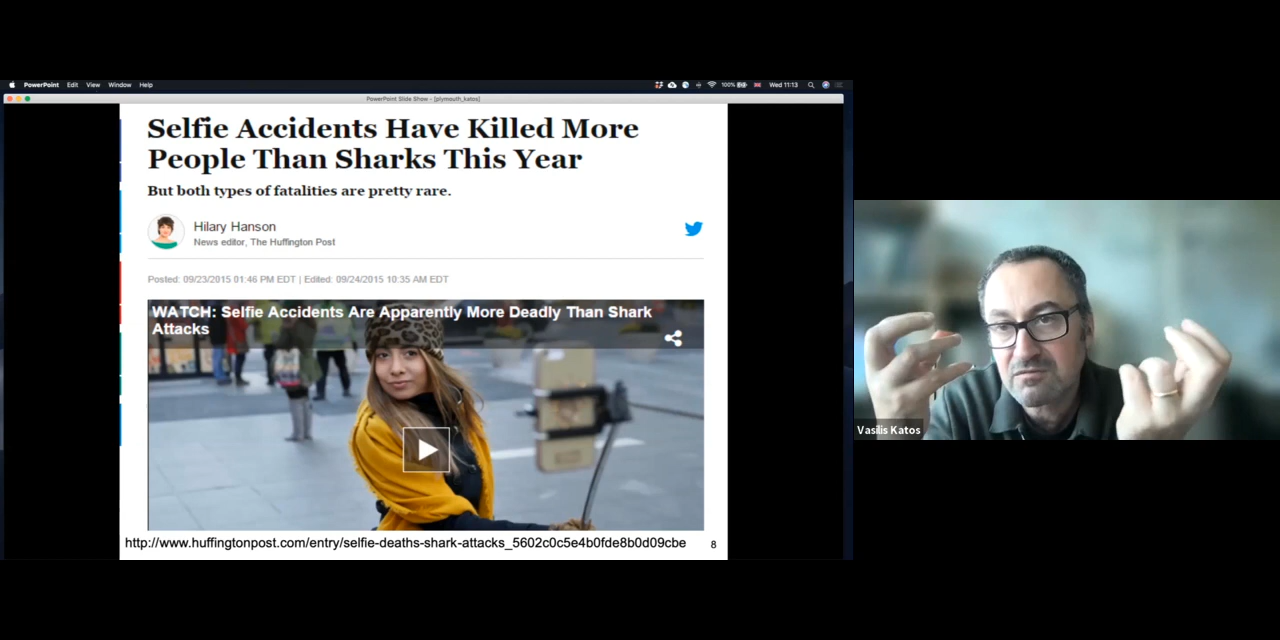 PowerPoint Edit View Window Help
100% Wed 11:13
PowerPoint Slide Show - [plymouth_katos]
Selfie Accidents Have Killed More
People Than Sharks This Year
But both types of fatalities are pretty rare.
Hilary Hanson
News editor, The Huffington Post
Posted: 09/23/2015 01:46 PM EDT | Edited: 09/24/2015 10:35 AM EDT
WATCH: Selfie Accidents Are Apparently More Deadly Than Shark
Attacks
http://www.huffingtonpost.com/entry/selfie-deaths-shark-attacks_5602c0c5e4b0fde8b0d09cbe
8
Vasilis Katos